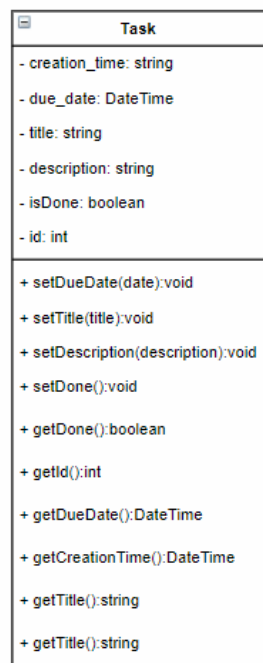 Task
- creation_time: string
- due_date: DateTime
- title: string
- description: string
- isDone: boolean
- id: int
+ setDueDate(date):void
+ setTitle(title):void
+ setDescription(description):void
+ setDone():void
+ getDone():boolean
+ getId():int
+ getDueDate():DateTime
+ getCreationTime():DateTime
+ getTitle():string
+ getTitle():string